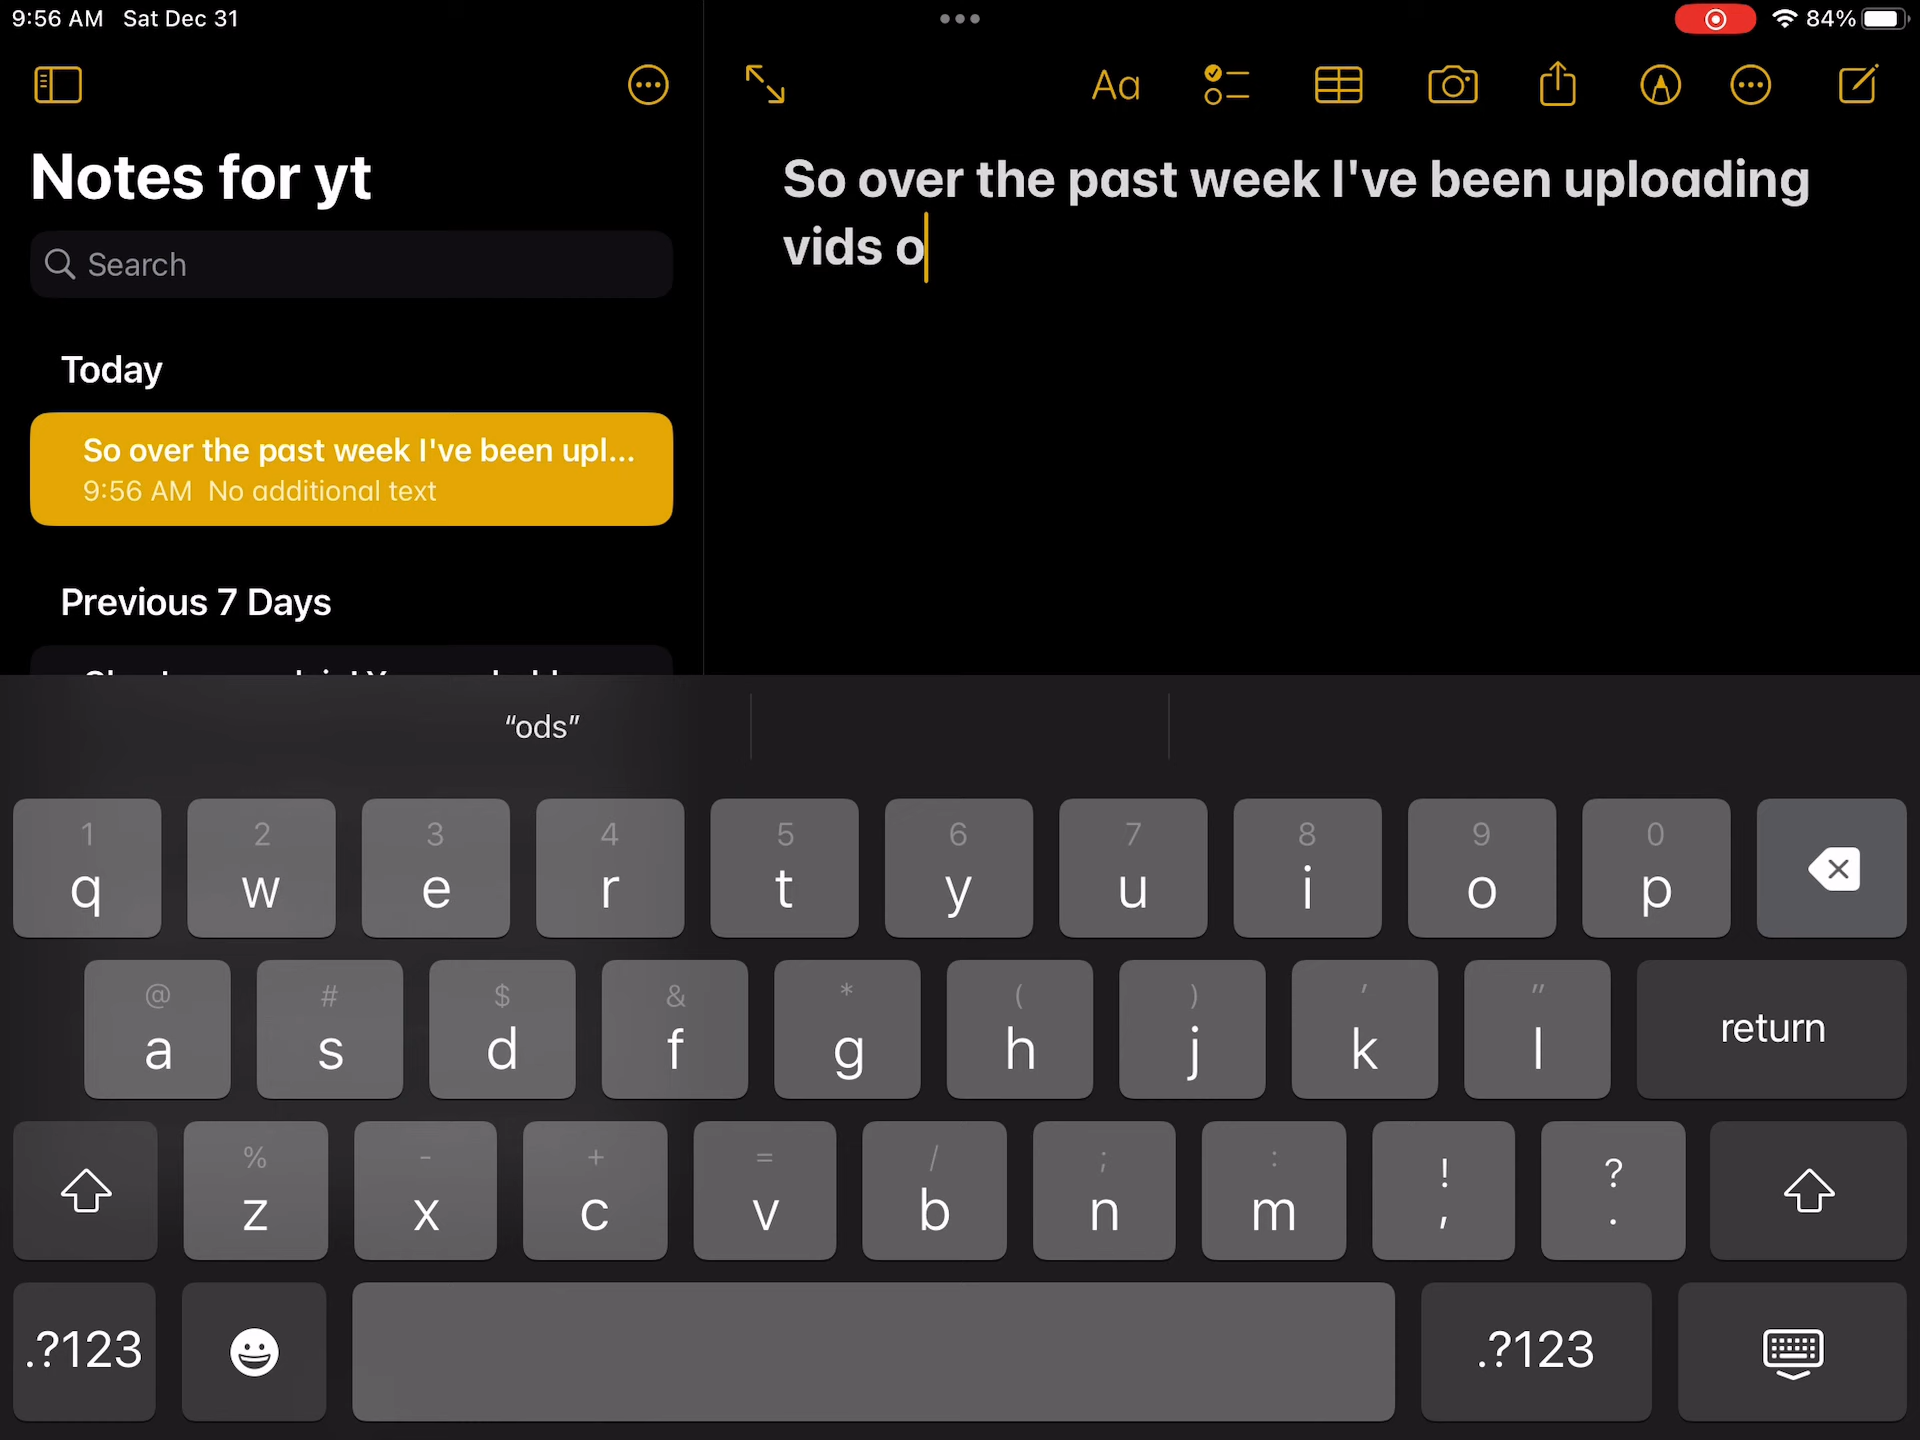 9:56 AM Sat Dec 31
84%
Aa
Notes for yt
Search
So over the past week I've been uploading
vids o
Today
So over the past week I've been upl...
9:56 AM No additional text
Previous 7 Days
“ods”
1 2 3 4 5 6 7 8 9 0
q w e r t y u i o p
@ # $ & * ( ) ' "
a s d f g h j k l return
% - + = / ; : ! ?
z x c v b n m , .
.?123 .?123